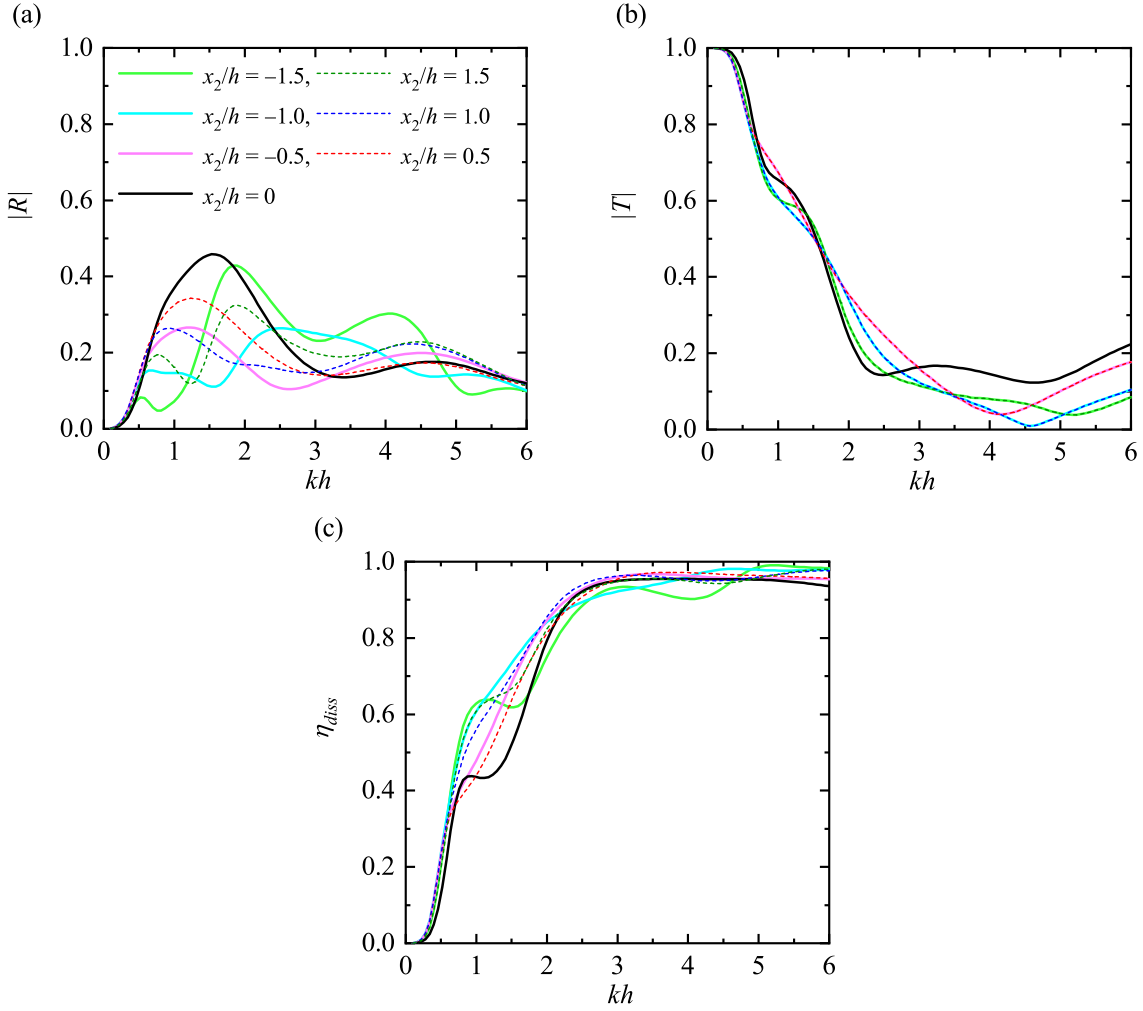 (a)
1.0
0.8
0.6
0.4
0.2
0.0
|R|
x2/h = −1.5, x2/h = 1.5
x2/h = −1.0, x2/h = 1.0
x2/h = −0.5, x2/h = 0.5
x2/h = 0
0 1 2 3 4 5 6
kh
(b)
1.0
0.8
0.6
0.4
0.2
0.0
|T|
0 1 2 3 4 5 6
kh
(c)
1.0
0.8
0.6
0.4
0.2
0.0
ηdiss
0 1 2 3 4 5 6
kh